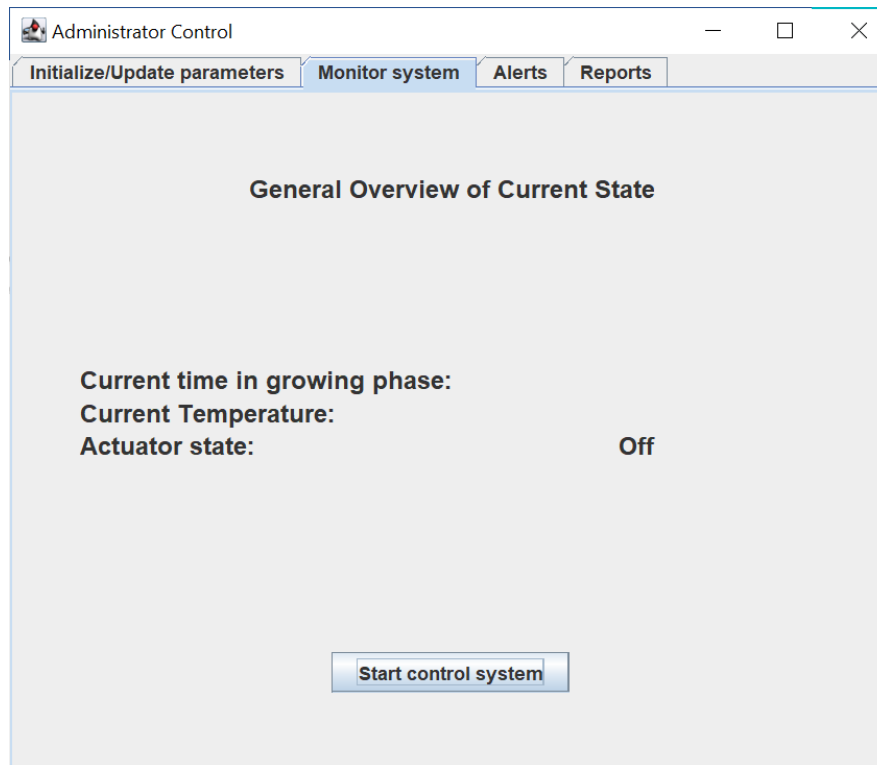 Administrator Control
Initialize/Update parameters Monitor system Alerts Reports
General Overview of Current State
Current time in growing phase:
Current Temperature:
Actuator state: Off
Start control system